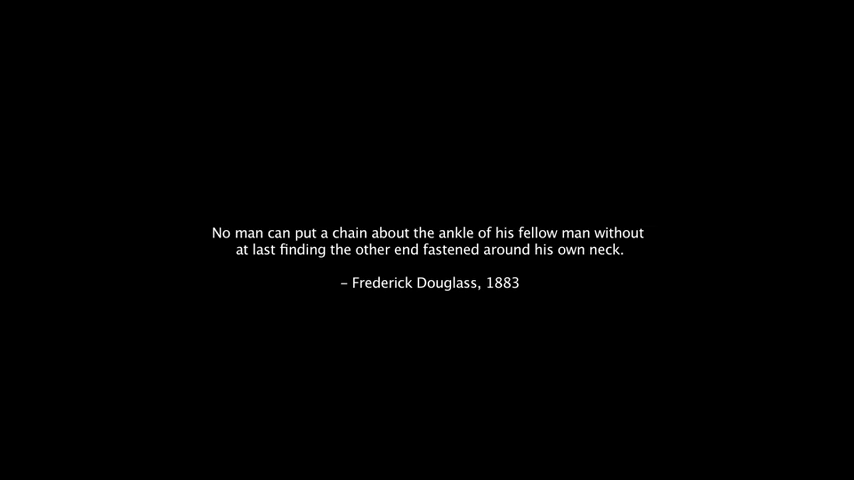 No man can put a chain about the ankle of his fellow man without
at last finding the other end fastened around his own neck.
– Frederick Douglass, 1883